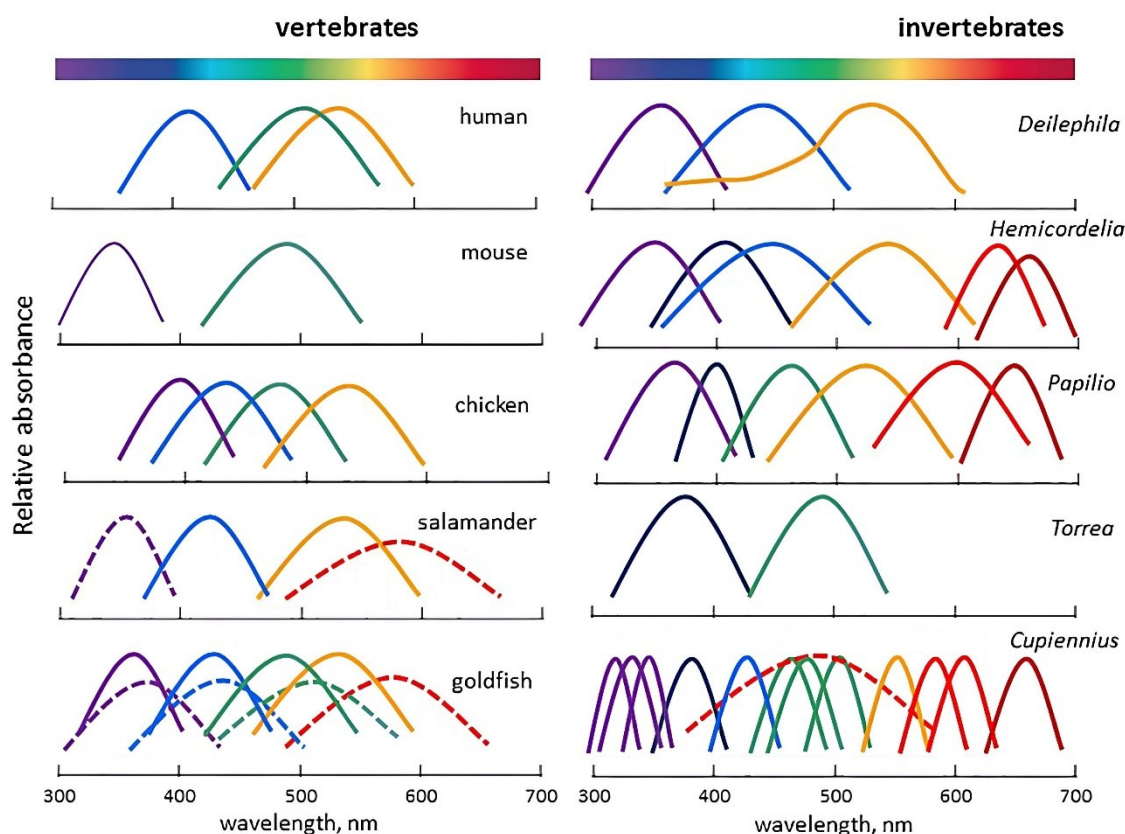 vertebrates
invertebrates
human
Deilephila
Hemicordelia
mouse
Relative absorbance
chicken
Papilio
salamander
Torrea
Cupiennius
goldfish
300 400 500 600 700
300 400 500 600 700
wavelength, nm
wavelength, nm